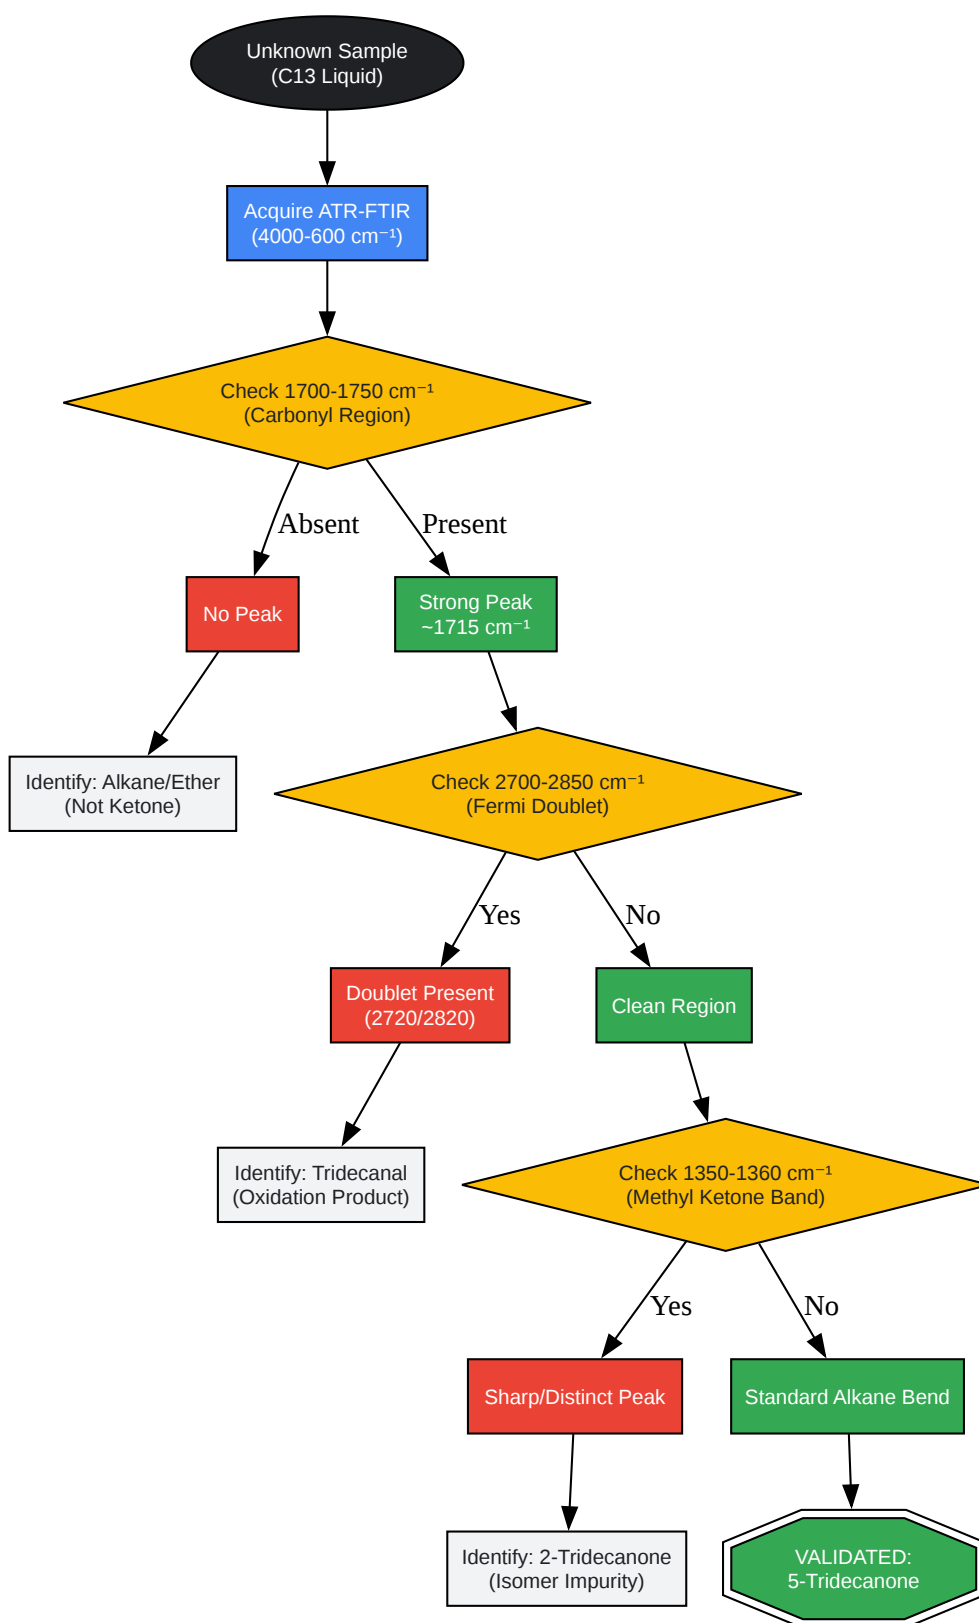 Unknown Sample
(C13 Liquid)
Acquire ATR-FTIR
(4000-600 cm⁻¹)
Check 1700-1750 cm⁻¹
(Carbonyl Region)
Absent
Present
No Peak
Strong Peak
~1715 cm⁻¹
Identify: Alkane/Ether
(Not Ketone)
Check 2700-2850 cm⁻¹
(Fermi Doublet)
Yes
No
Doublet Present
(2720/2820)
Clean Region
Identify: Tridecanal
(Oxidation Product)
Check 1350-1360 cm⁻¹
(Methyl Ketone Band)
Yes
No
Sharp/Distinct Peak
Standard Alkane Bend
Identify: 2-Tridecanone
(Isomer Impurity)
VALIDATED:
5-Tridecanone